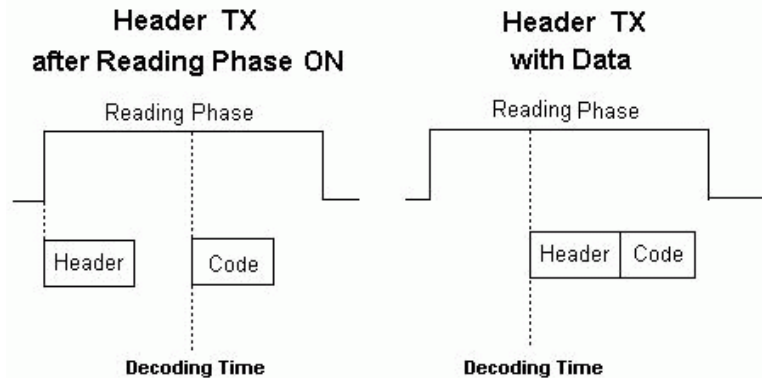 Header TX
after Reading Phase ON
Reading Phase
Header
Code
Decoding Time
Header TX
with Data
Reading Phase
Header
Code
Decoding Time